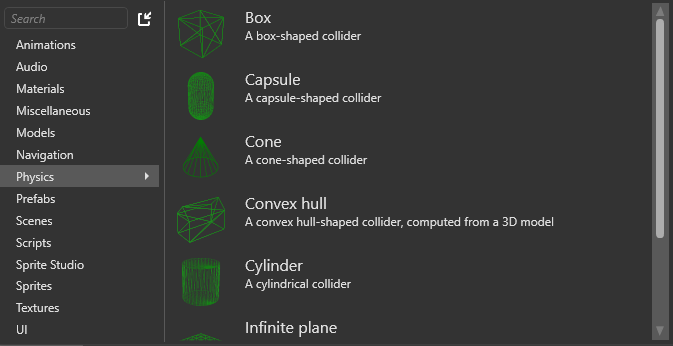 Search
Animations
Audio
Materials
Miscellaneous
Models
Navigation
Physics
Prefabs
Scenes
Scripts
Sprite Studio
Sprites
Textures
UI
Box
A box-shaped collider
Capsule
A capsule-shaped collider
Cone
A cone-shaped collider
Convex hull
A convex hull-shaped collider, computed from a 3D model
Cylinder
A cylindrical collider
Infinite plane